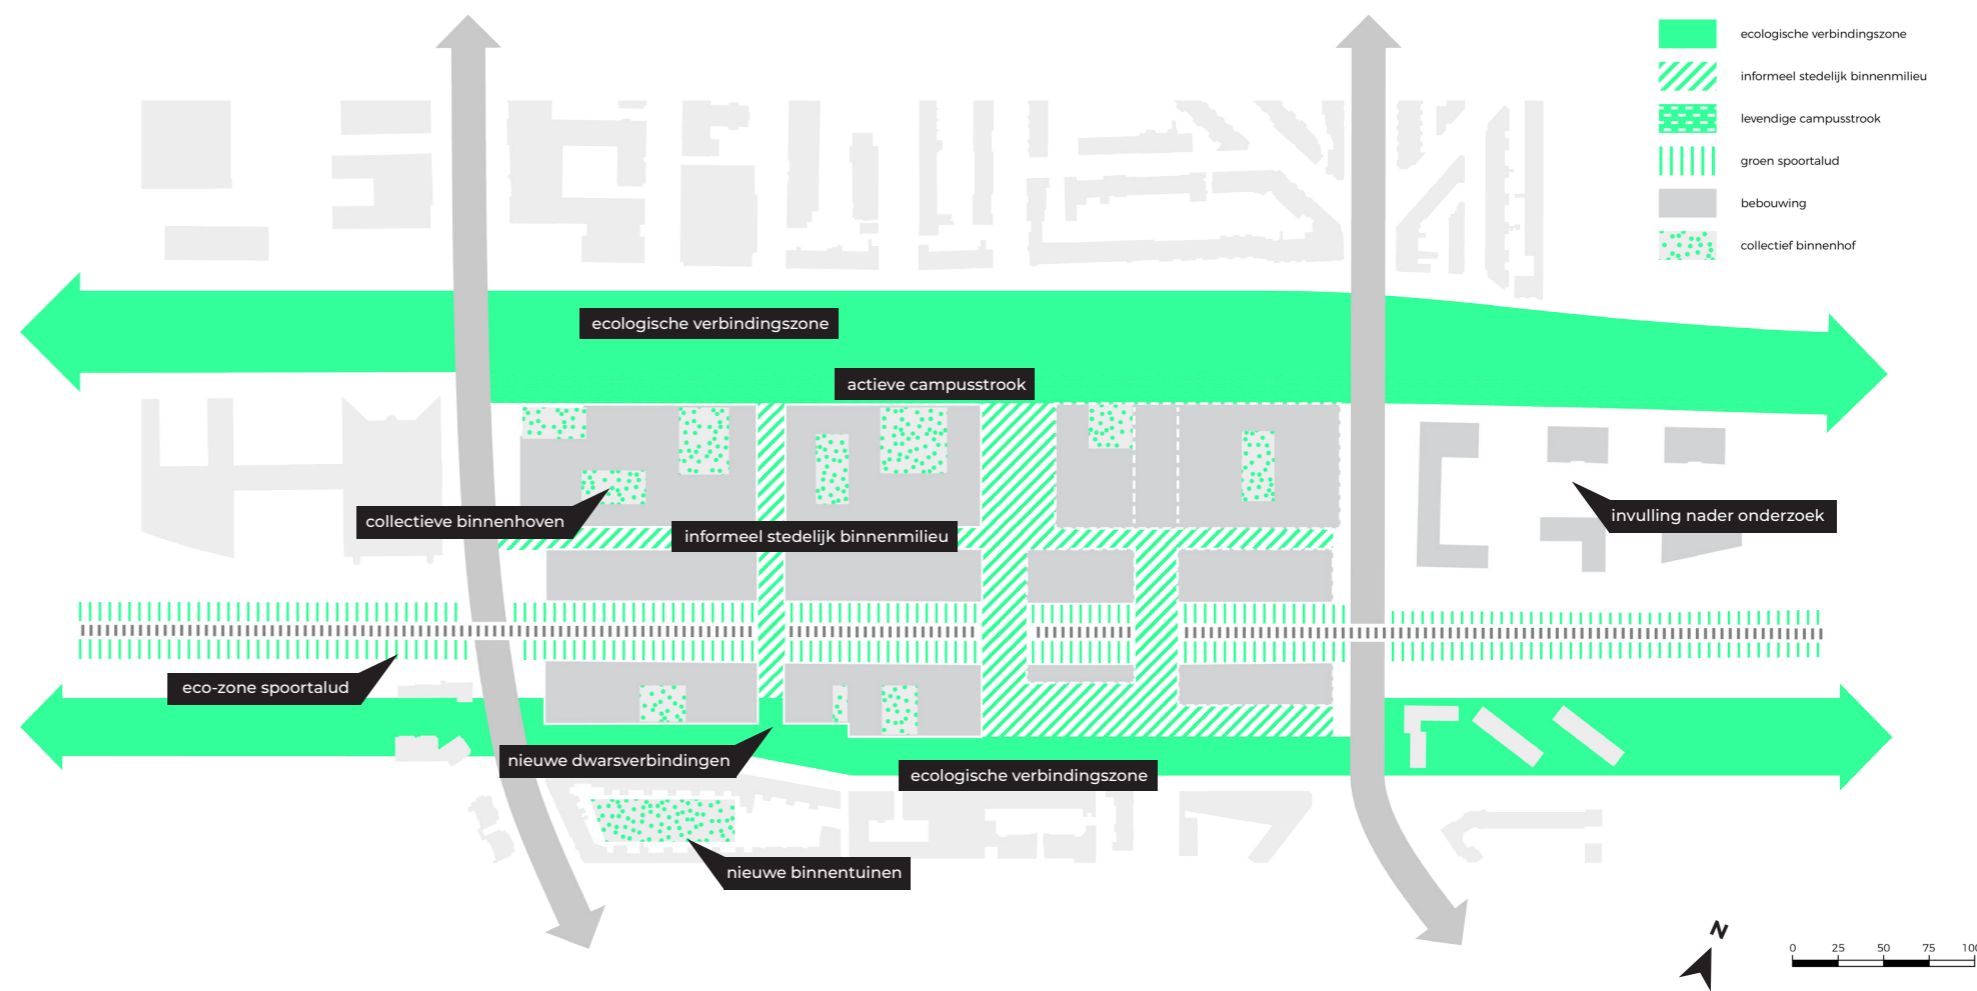 ecologische verbindingszone
informeel stedelijk binnenmilieu
levendige campusstrook
groen spoortalud
bebouwing
collectief binnenhof
ecologische verbindingszone
actieve campusstrook
collectieve binnenhoven
informeel stedelijk binnenmilieu
invulling nader onderzoek
eco-zone spoortalud
nieuwe dwarsverbindingen
ecologische verbindingszone
nieuwe binnentuinen
N
0 25 50 75 100